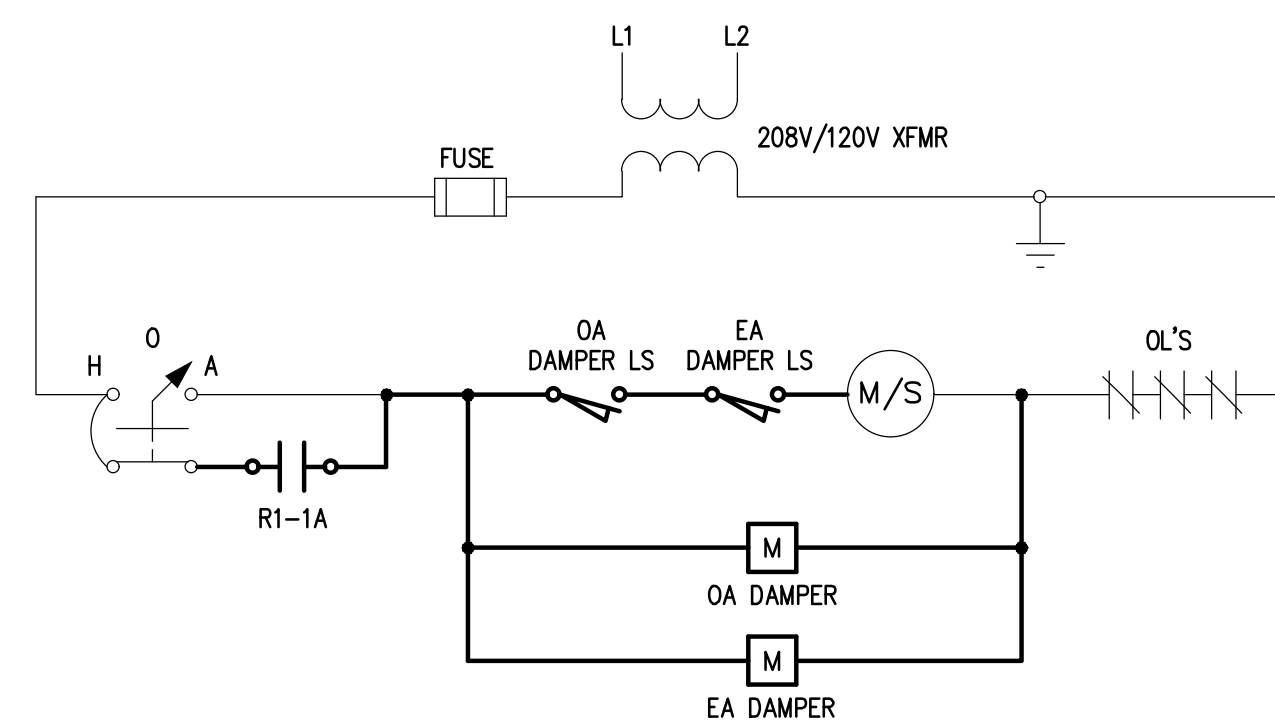 L1 L2
208V/120V XFMR
FUSE
H O A
OA
DAMPER LS
EA
DAMPER LS
M/S
OL'S
R1-1A
M
OA DAMPER
M
EA DAMPER